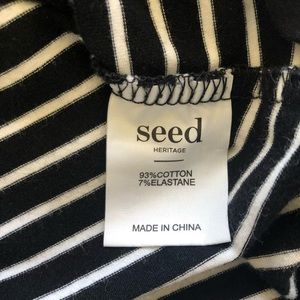 seed
HERITAGE
93%COTTON
7%ELASTANE
MADE IN CHINA